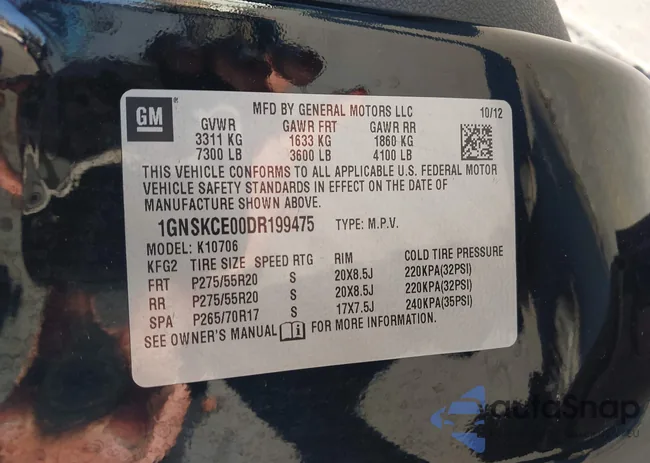 GM
MFD BY GENERAL MOTORS LLC 10/12
GVWR GAWR FRT GAWR RR
3311 KG 1633 KG 1860 KG
7300 LB 3600 LB 4100 LB
THIS VEHICLE CONFORMS TO ALL APPLICABLE U.S. FEDERAL MOTOR
VEHICLE SAFETY STANDARDS IN EFFECT ON THE DATE OF
MANUFACTURE SHOWN ABOVE.
1GNSKCE00DR199475 TYPE: M.P.V.
MODEL: K10706
KFG2 TIRE SIZE SPEED RTG RIM COLD TIRE PRESSURE
FRT P275/55R20 S 20X8.5J 220KPA(32PSI)
RR P275/55R20 S 20X8.5J 220KPA(32PSI)
SPA P265/70R17 S 17X7.5J 240KPA(35PSI)
SEE OWNER'S MANUAL FOR MORE INFORMATION.
autoSnap